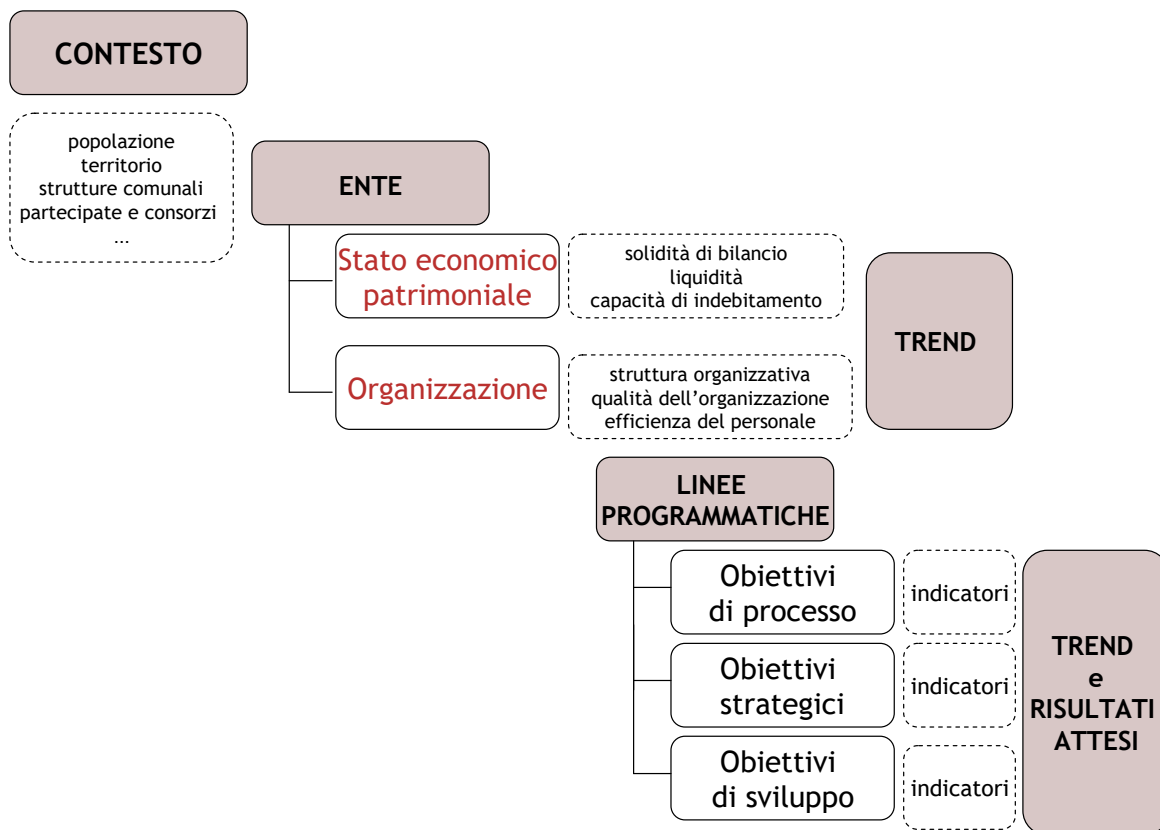 CONTESTO
popolazione
territorio
strutture comunali
partecipate e consorzi
...
ENTE
Stato economico
patrimoniale
solidità di bilancio
liquidità
capacità di indebitamento
Organizzazione
struttura organizzativa
qualità dell’organizzazione
efficienza del personale
TREND
LINEE
PROGRAMMATICHE
Obiettivi
di processo
indicatori
Obiettivi
strategici
indicatori
Obiettivi
di sviluppo
indicatori
TREND
e
RISULTATI
ATTESI